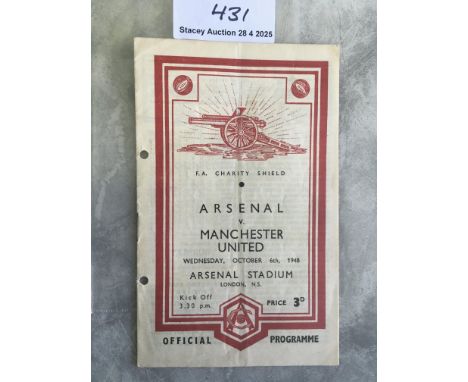 431
Stacey Auction 28 4 2025
F.A. CHARITY SHIELD
ARSENAL
v.
MANCHESTER
UNITED
WEDNESDAY, OCTOBER 6th, 1948
ARSENAL STADIUM
LONDON, N.5.
Kick Off
3.30 p.m.
PRICE 3D
OFFICIAL PROGRAMME